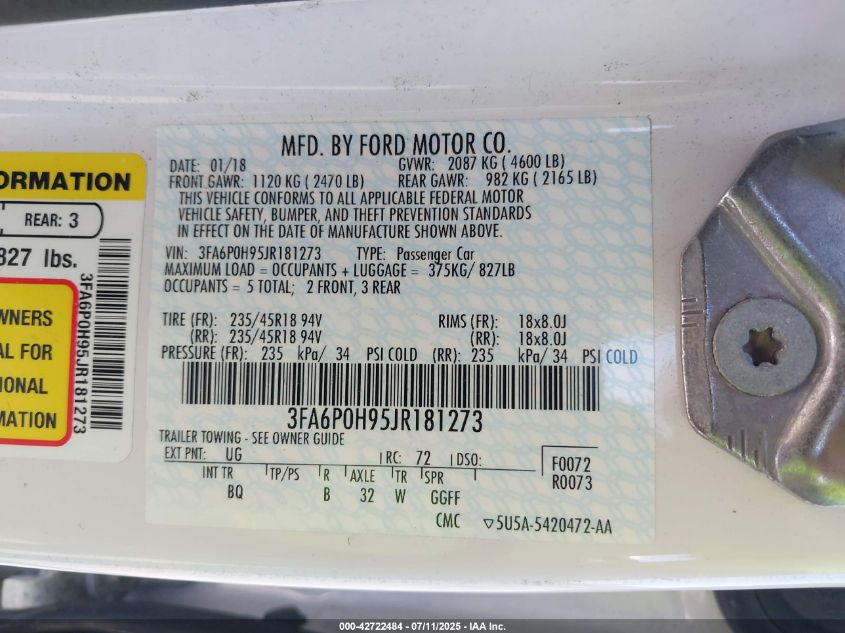 ORMATION
REAR: 3
827 lbs.
3FA6P0H95JR181273
WNERS
AL FOR
IONAL
MATION
MFD. BY FORD MOTOR CO.
DATE: 01/18 GVWR: 2087 KG ( 4600 LB)
FRONT GAWR: 1120 KG ( 2470 LB) REAR GAWR: 982 KG ( 2165 LB)
THIS VEHICLE CONFORMS TO ALL APPLICABLE FEDERAL MOTOR
VEHICLE SAFETY, BUMPER, AND THEFT PREVENTION STANDARDS
IN EFFECT ON THE DATE OF MANUFACTURE SHOWN ABOVE.
VIN: 3FA6P0H95JR181273 TYPE: Passenger Car
MAXIMUM LOAD = OCCUPANTS + LUGGAGE = 375KG/ 827LB
OCCUPANTS = 5 TOTAL; 2 FRONT, 3 REAR
TIRE (FR): 235/45R18 94V RIMS (FR): 18x8.0J
(RR): 235/45R18 94V (RR): 18x8.0J
PRESSURE (FR): 235 kPa/ 34 PSI COLD (RR): 235 kPa/ 34 PSI COLD
3FA6P0H95JR181273
TRAILER TOWING - SEE OWNER GUIDE
EXT PNT: UG RC: 72 DSO: F0072
R0073
INT TR TP/PS R AXLE TR SPR
BQ B 32 W GGFF
CMC ▽5U5A-5420472-AA
000-42722484 - 07/11/2025 - IAA Inc.